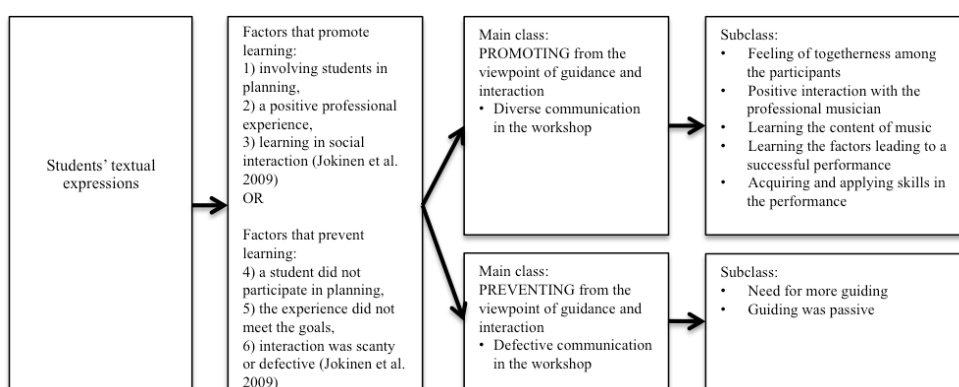 Students' textual
expressions
Factors that promote
learning:
1) involving students in
planning,
2) a positive professional
experience,
3) learning in social
interaction (Jokinen et al.
2009)
OR
Factors that prevent
learning:
4) a student did not
participate in planning,
5) the experience did not
meet the goals,
6) interaction was scanty
or defective (Jokinen et al.
2009)
Main class:
PROMOTING from the
viewpoint of guidance and
interaction
• Diverse communication
in the workshop
Subclass:
• Feeling of togetherness among
the participants
• Positive interaction with the
professional musician
• Learning the content of music
• Learning the factors leading to a
successful performance
• Acquiring and applying skills in
the performance
Main class:
PREVENTING from the
viewpoint of guidance and
interaction
• Defective communication
in the workshop
Subclass:
• Need for more guiding
• Guiding was passive